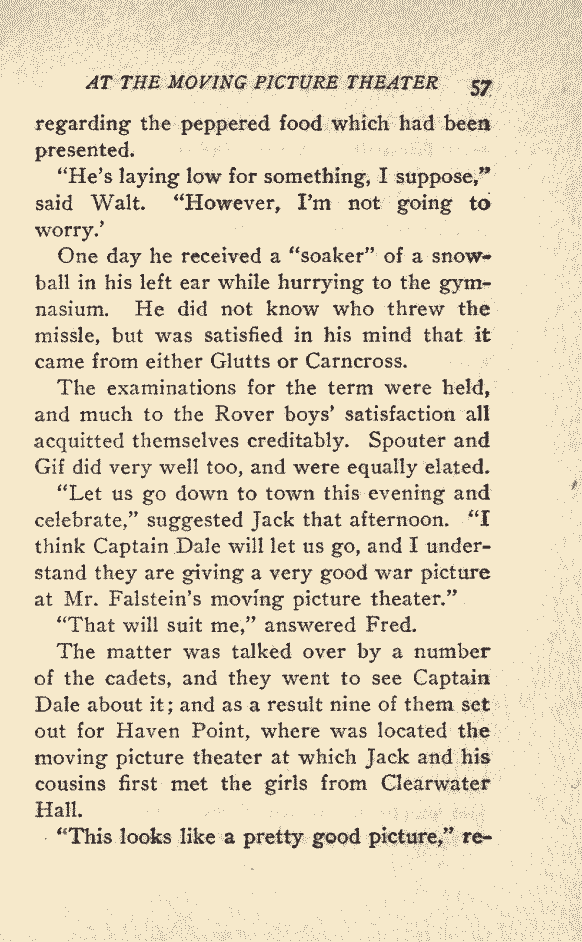 AT THE MOVING PICTURE THEATER 57
regarding the peppered food which had been
presented.
“He’s laying low for something, I suppose,”
said Walt. “However, I’m not going to
worry.’
One day he received a “soaker” of a snow-
ball in his left ear while hurrying to the gym-
nasium. He did not know who threw the
missle, but was satisfied in his mind that it
came from either Glutts or Carncross.
The examinations for the term were held,
and much to the Rover boys’ satisfaction all
acquitted themselves creditably. Spouter and
Gif did very well too, and were equally elated.
“Let us go down to town this evening and
celebrate,” suggested Jack that afternoon. “I
think Captain Dale will let us go, and I under-
stand they are giving a very good war picture
at Mr. Falstein’s moving picture theater.”
“That will suit me,” answered Fred.
The matter was talked over by a number
of the cadets, and they went to see Captain
Dale about it; and as a result nine of them set
out for Haven Point, where was located the
moving picture theater at which Jack and his
cousins first met the girls from Clearwater
Hall.
“This looks like a pretty good picture,” re-